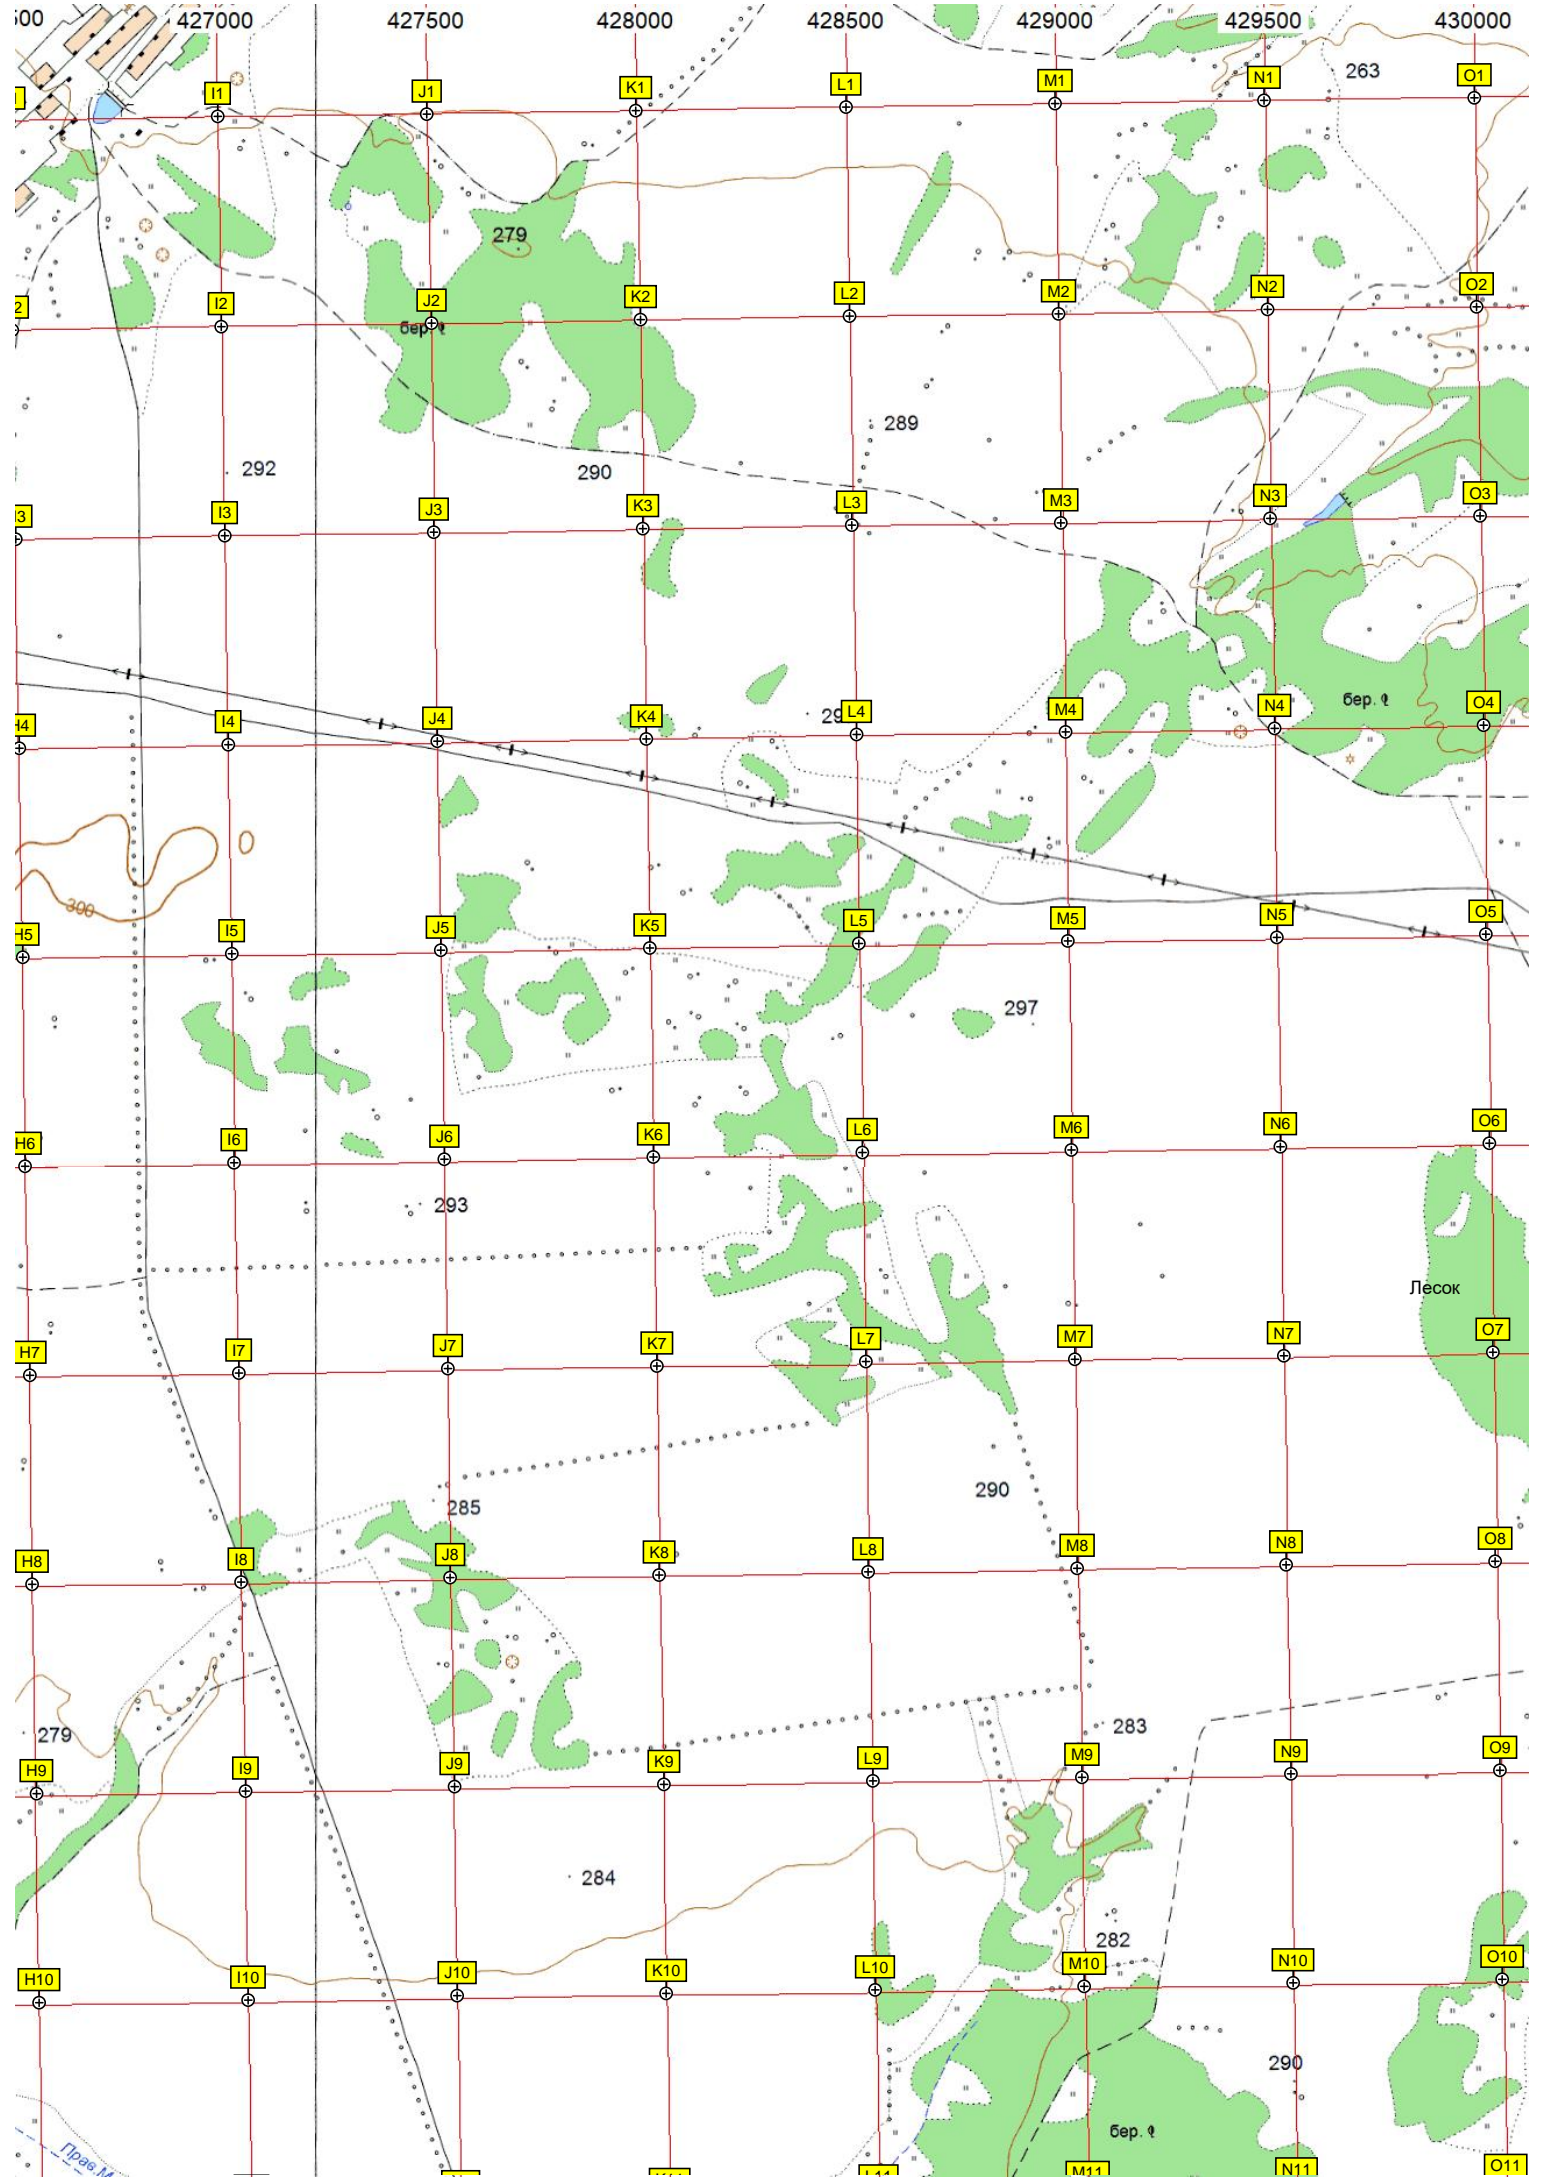 500 427000 427500 428000 428500 429000 429500 430000
263
I1 J1 K1 L1 M1 N1 O1
279
I2 J2 K2 L2 M2 N2 O2
бер.
289
292 290
I3 J3 K3 L3 M3 N3 O3
бер.
H4 I4 J4 K4 L4 M4 N4 O4
300
H5 I5 J5 K5 L5 M5 N5 O5
297
H6 I6 J6 K6 L6 M6 N6 O6
293
Лесок
H7 I7 J7 K7 L7 M7 N7 O7
290
285
H8 I8 J8 K8 L8 M8 N8 O8
279 283
H9 I9 J9 K9 L9 M9 N9 O9
284
282
H10 I10 J10 K10 L10 M10 N10 O10
290
бер.
Прав.М
L11 M11 N11 O11